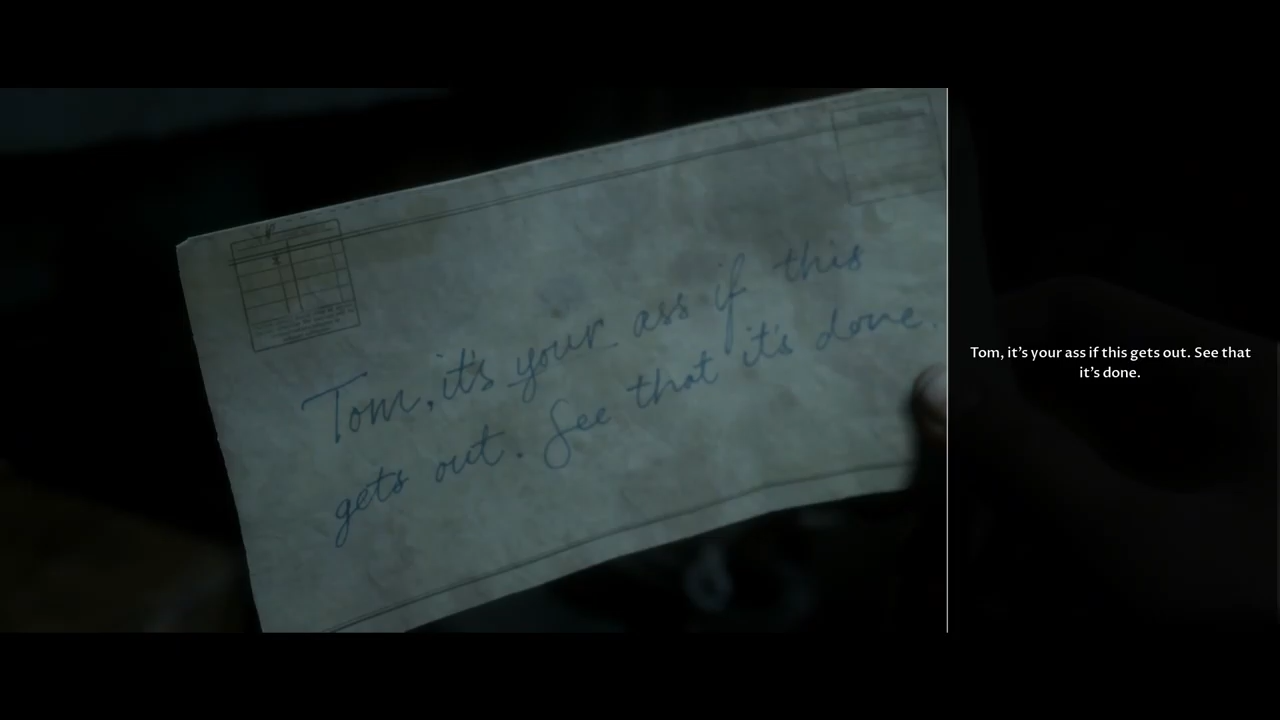 Tom, it's your ass if this
gets out. See that it's done.
Tom, it's your ass if this gets out. See that
it's done.